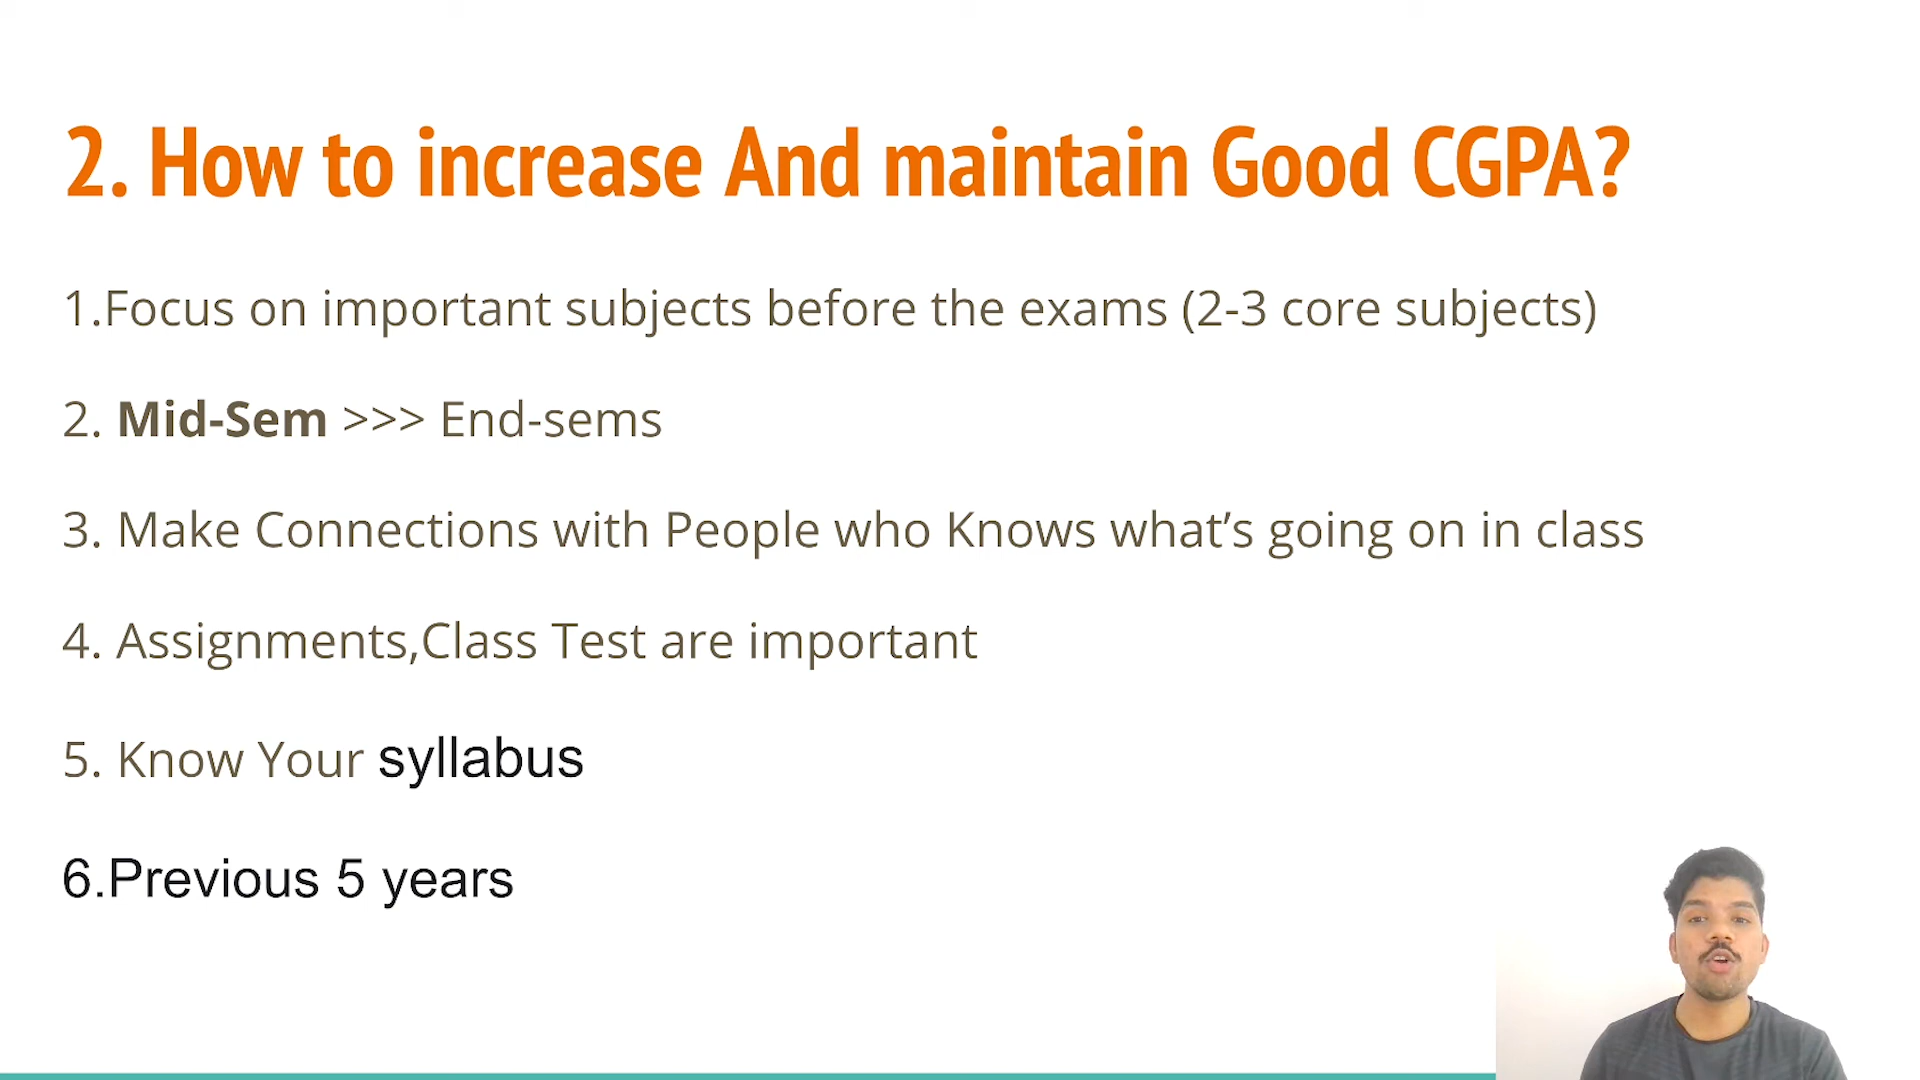 2. How to increase And maintain Good CGPA?
1.Focus on important subjects before the exams (2-3 core subjects)
2. Mid-Sem >>> End-sems
3. Make Connections with People who Knows what’s going on in class
4. Assignments,Class Test are important
5. Know Your syllabus
6.Previous 5 years